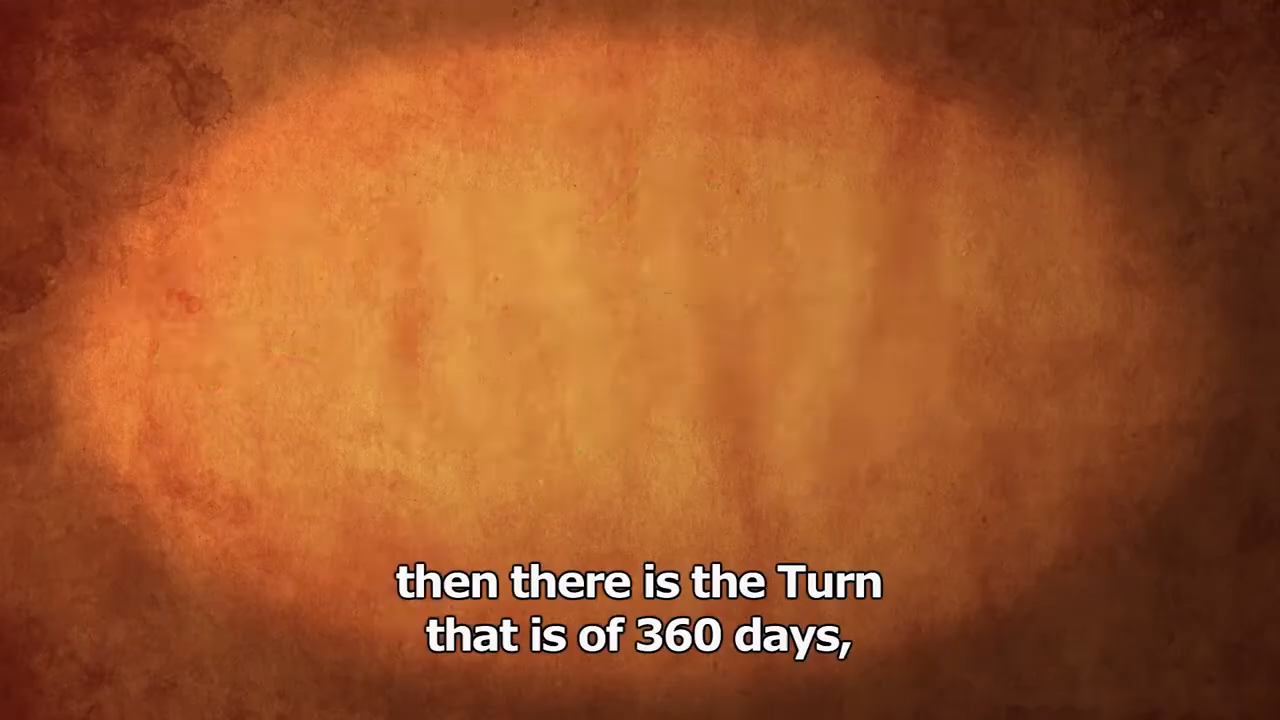 then there is the Turn
that is of 360 days,